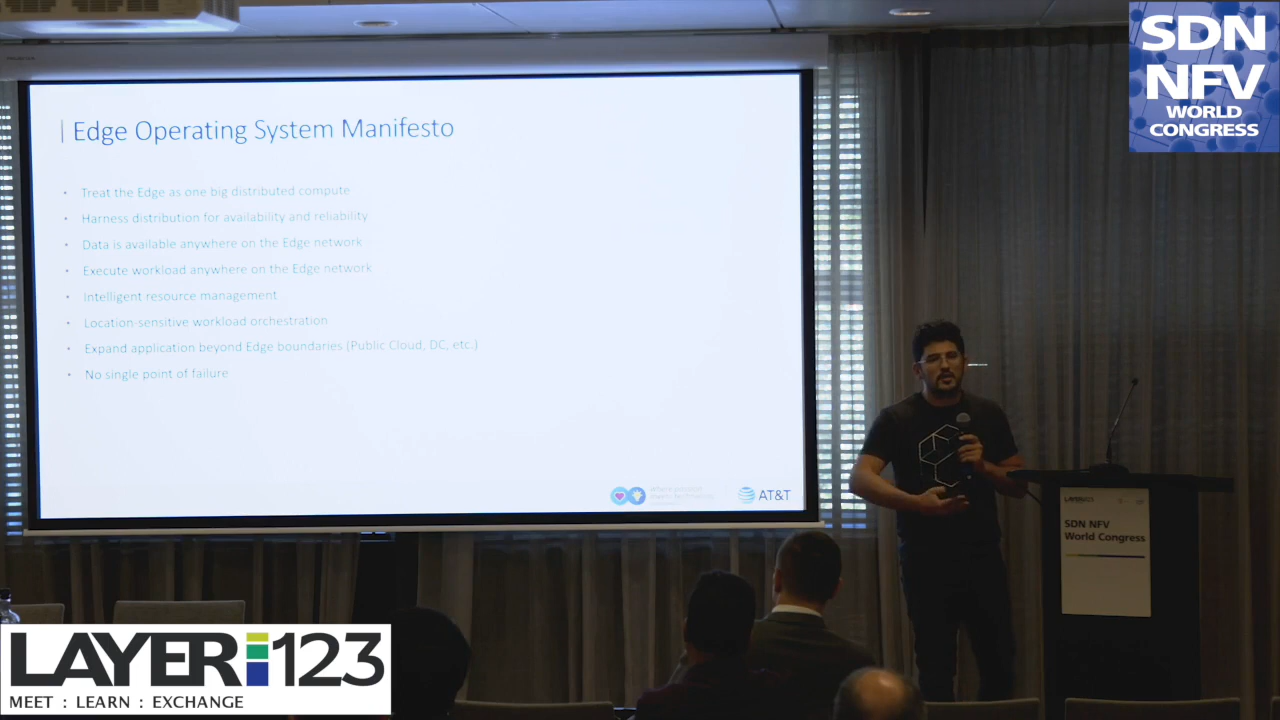 SDN
NFV
WORLD
CONGRESS
Edge Operating System Manifesto
• Treat the Edge as one big distributed compute
• Harness distribution for availability and reliability
• Data is available anywhere on the Edge network
• Execute workload anywhere on the Edge network
• Intelligent resource management
• Location-sensitive workload orchestration
• Expand application beyond Edge boundaries (Public Cloud, DC, etc.)
• No single point of failure
AT&T
LAYER123
SDN NFV
World Congress
LAYER123
MEET : LEARN : EXCHANGE